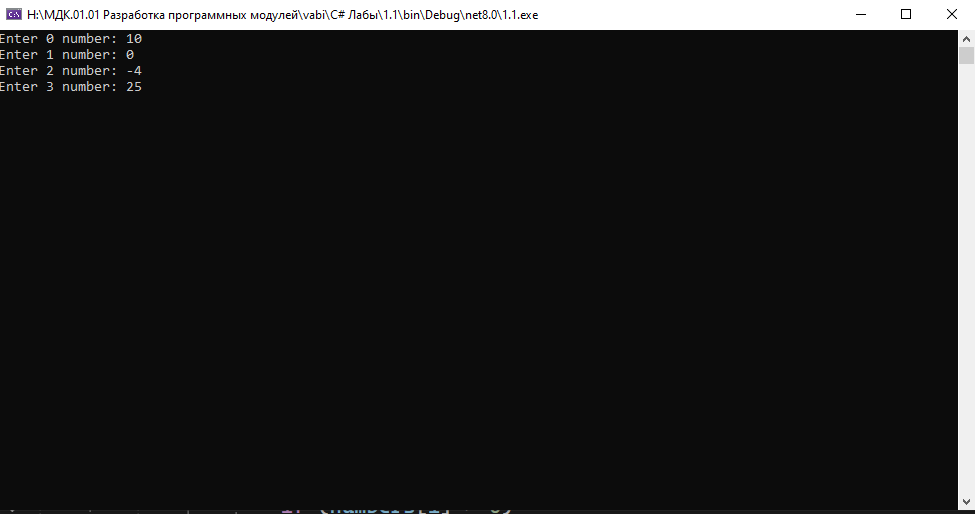 H:\МДК.01.01 Разработка программных модулей\vabi\C# Лабы\1.1\bin\Debug\net8.0\1.1.exe
Enter 0 number: 10
Enter 1 number: 0
Enter 2 number: -4
Enter 3 number: 25